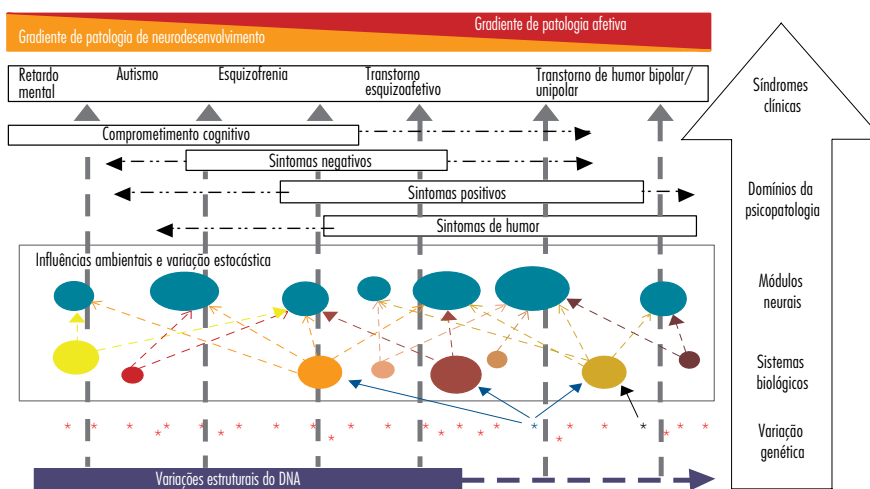 Gradiente de patologia afetiva
Gradiente de patologia de neurodesenvolvimento
Retardo
mental
Autismo
Esquizofrenia
Transtorno
esquizoafetivo
Transtorno de humor bipolar/
unipolar
Síndromes
clínicas
Comprometimento cognitivo
Sintomas negativos
Sintomas positivos
Sintomas de humor
Domínios da
psicopatologia
Influências ambientais e variação estocástica
Módulos
neurais
Sistemas
biológicos
Variação
genética
Variações estruturais do DNA